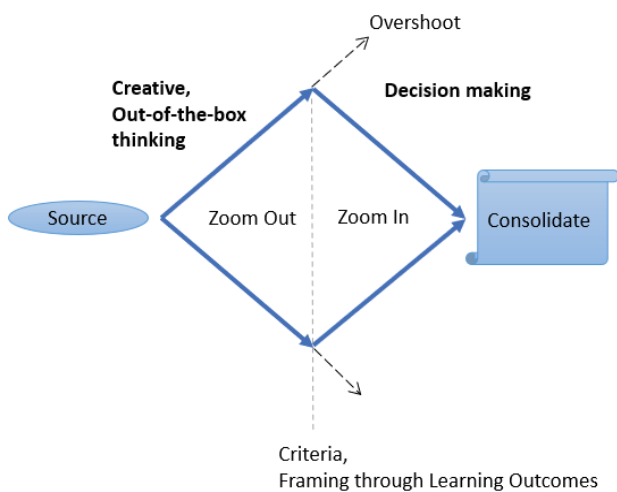 Overshoot
Creative,
Out-of-the-box
thinking
Decision making
Source
Zoom Out
Zoom In
Consolidate
Criteria,
Framing through Learning Outcomes